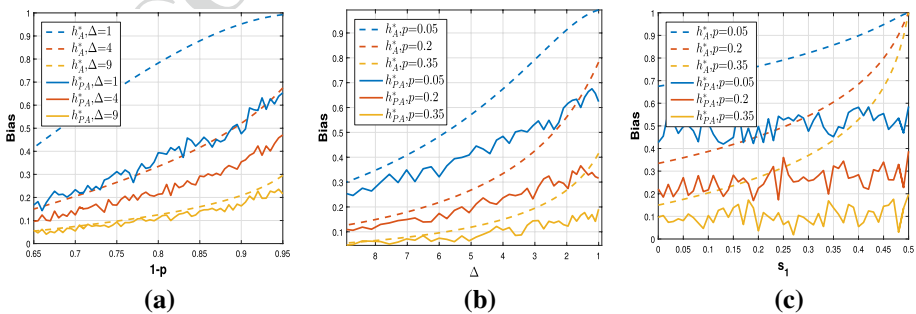 1
0.9
0.8
0.7
0.6
0.5
0.4
0.3
0.2
0.1
0
Bias
h*A,Δ=1
h*A,Δ=4
h*A,Δ=9
h*PA,Δ=1
h*PA,Δ=4
h*PA,Δ=9
0.65 0.7 0.75 0.8 0.85 0.9 0.95
1-p
(a)
1
0.9
0.8
0.7
0.6
0.5
0.4
0.3
0.2
0.1
Bias
h*A,p=0.05
h*A,p=0.2
h*A,p=0.35
h*PA,p=0.05
h*PA,p=0.2
h*PA,p=0.35
8 7 6 5 4 3 2 1
Δ
(b)
1
0.9
0.8
0.7
0.6
0.5
0.4
0.3
0.2
0.1
0
Bias
h*A,p=0.05
h*A,p=0.2
h*A,p=0.35
h*PA,p=0.05
h*PA,p=0.2
h*PA,p=0.35
0 0.05 0.1 0.15 0.2 0.25 0.3 0.35 0.4 0.45 0.5
s1
(c)